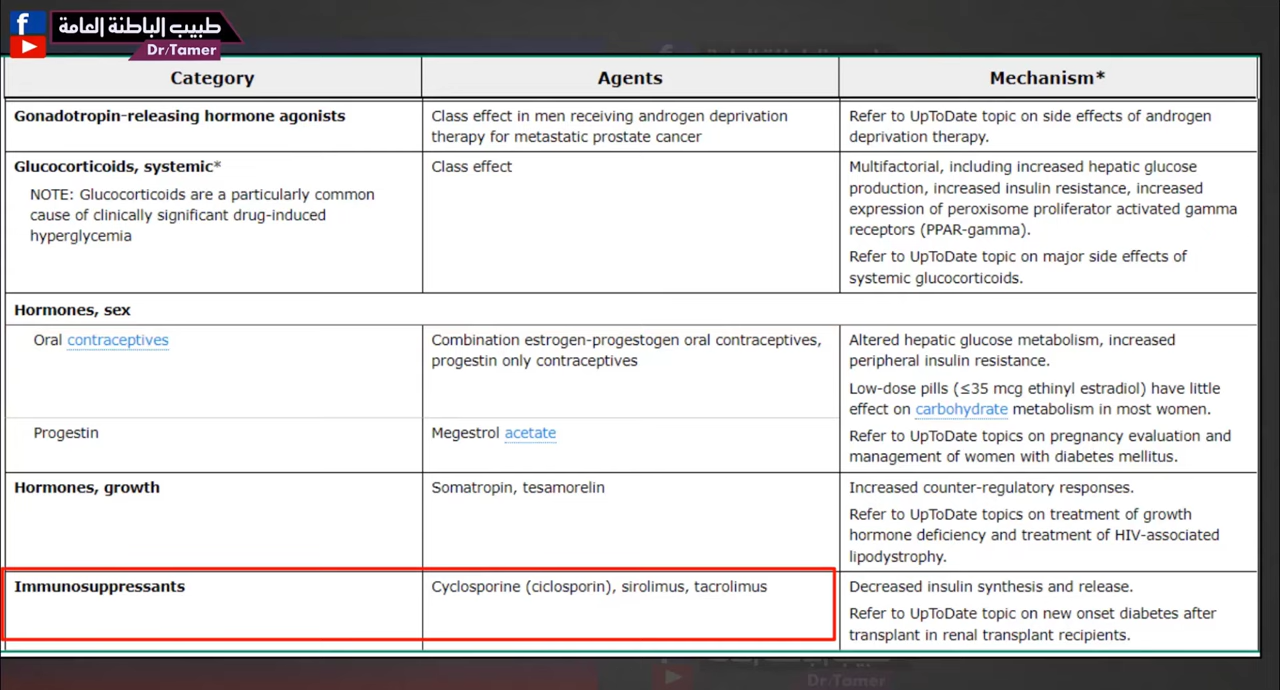 طبيب الباطنة العامة
Dr/Tamer
Category
Agents
Mechanism*
Gonadotropin-releasing hormone agonists
Class effect in men receiving androgen deprivation
therapy for metastatic prostate cancer
Refer to UpToDate topic on side effects of androgen
deprivation therapy.
Glucocorticoids, systemic*
NOTE: Glucocorticoids are a particularly common
cause of clinically significant drug-induced
hyperglycemia
Class effect
Multifactorial, including increased hepatic glucose
production, increased insulin resistance, increased
expression of peroxisome proliferator activated gamma
receptors (PPAR-gamma).
Refer to UpToDate topic on major side effects of
systemic glucocorticoids.
Hormones, sex
Oral contraceptives
Combination estrogen-progestogen oral contraceptives,
progestin only contraceptives
Altered hepatic glucose metabolism, increased
peripheral insulin resistance.
Low-dose pills (≤35 mcg ethinyl estradiol) have little
effect on carbohydrate metabolism in most women.
Refer to UpToDate topics on pregnancy evaluation and
management of women with diabetes mellitus.
Progestin
Megestrol acetate
Hormones, growth
Somatropin, tesamorelin
Increased counter-regulatory responses.
Refer to UpToDate topics on treatment of growth
hormone deficiency and treatment of HIV-associated
lipodystrophy.
Immunosuppressants
Cyclosporine (ciclosporin), sirolimus, tacrolimus
Decreased insulin synthesis and release.
Refer to UpToDate topic on new onset diabetes after
transplant in renal transplant recipients.
Dr/Tamer